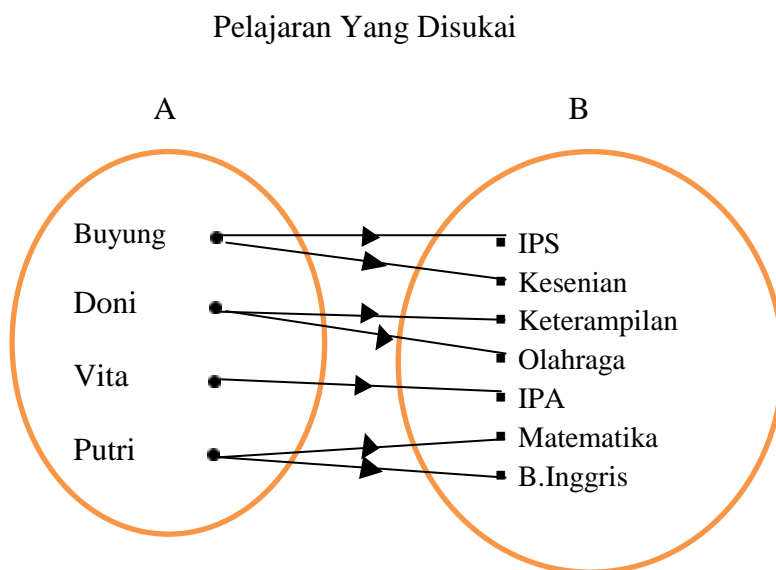 Pelajaran Yang Disukai
A
B
Buyung
Doni
Vita
Putri
IPS
Kesenian
Keterampilan
Olahraga
IPA
Matematika
B.Inggris